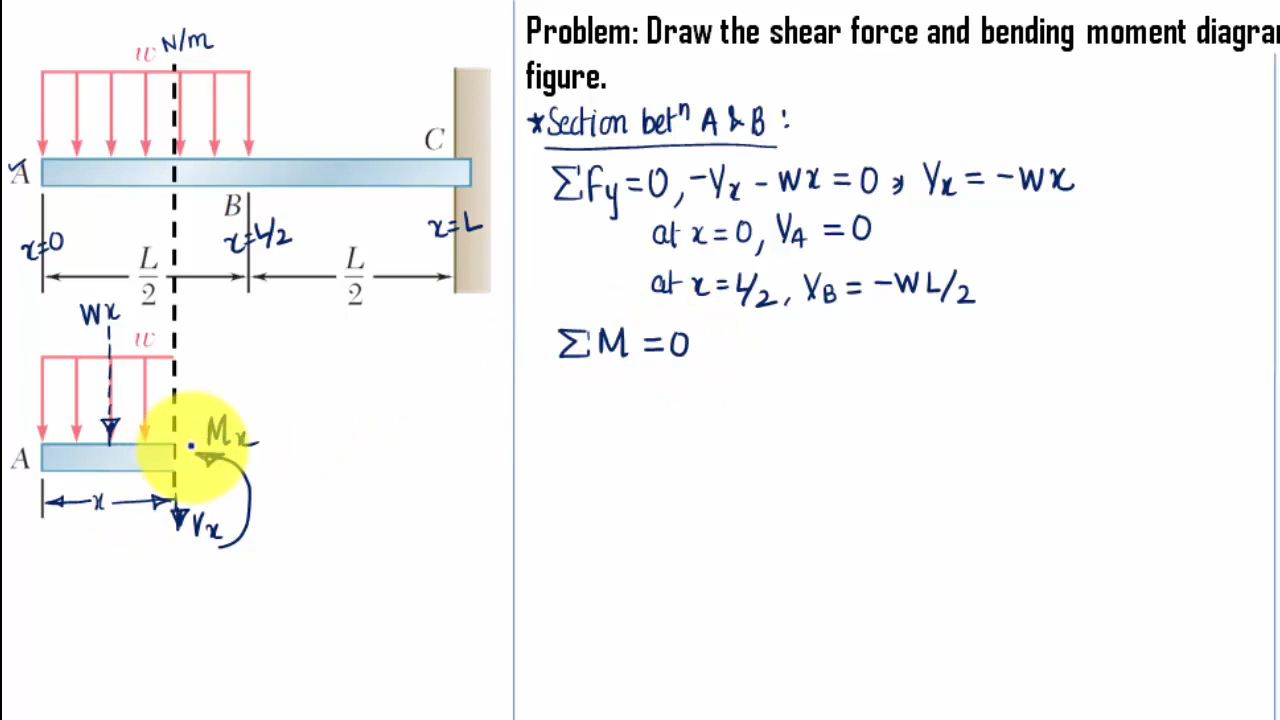 Problem: Draw the shear force and bending moment diagra
figure.
*Section betⁿ A & B :
ΣFy=0, -Vx - wx = 0 , Vx = -wx
at x=0, VA = 0
at x=L/2, VB = -WL/2
ΣM =0
w N/m
A
B
C
x=0
x=L/2
x=L
L/2
L/2
Wx
w
Mx
A
x
Vx